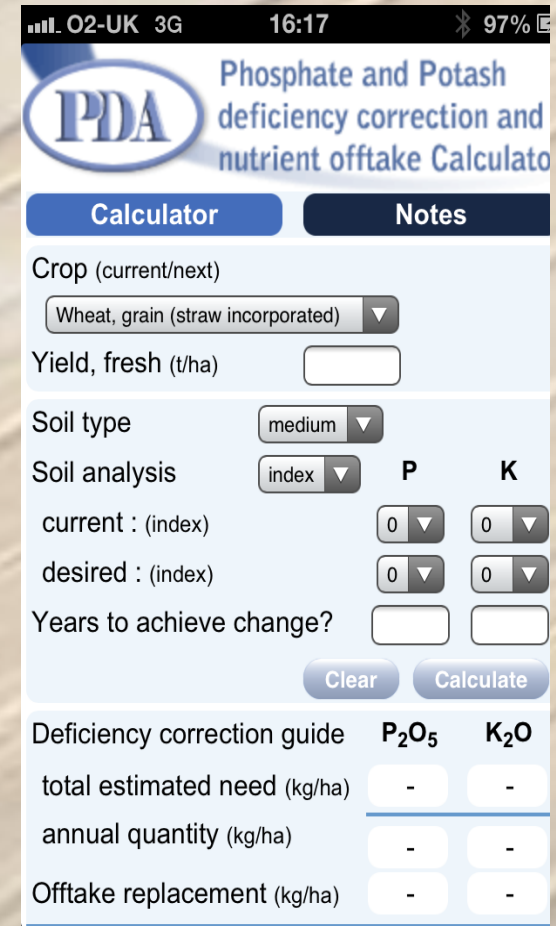 O2-UK 3G 16:17 97%
PDA
Phosphate and Potash
deficiency correction and
nutrient offtake Calculato
Calculator Notes
Crop (current/next)
Wheat, grain (straw incorporated)
Yield, fresh (t/ha)
Soil type medium
Soil analysis index P K
current : (index) 0 0
desired : (index) 0 0
Years to achieve change?
Clear Calculate
Deficiency correction guide P₂O₅ K₂O
total estimated need (kg/ha) - -
annual quantity (kg/ha) - -
Offtake replacement (kg/ha) - -